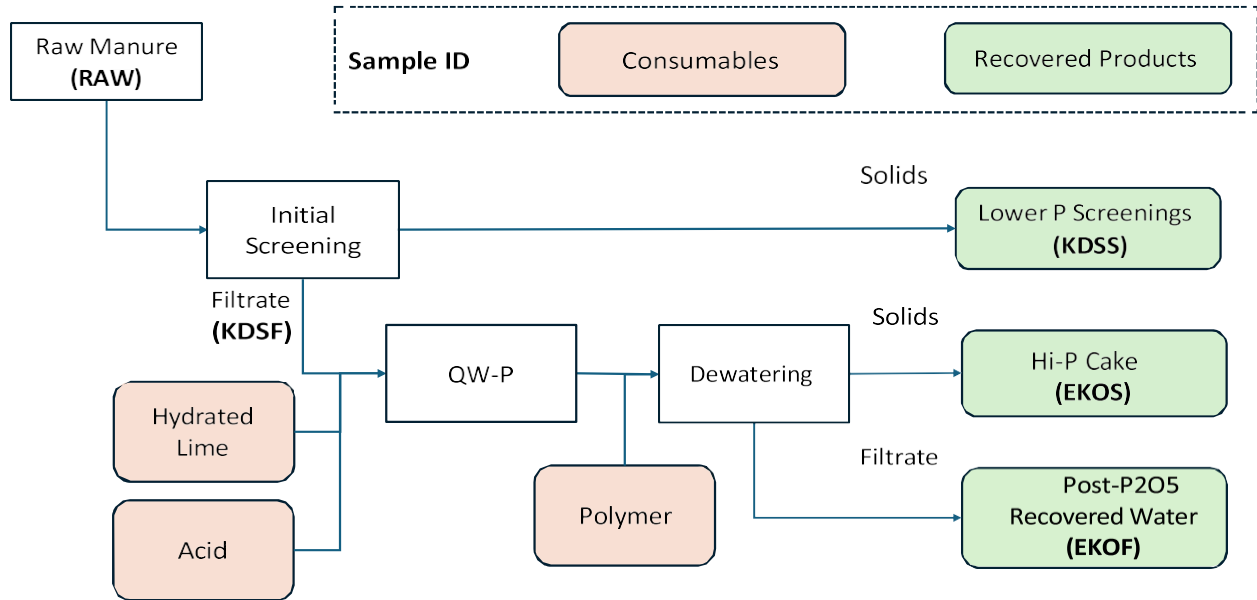 Raw Manure
(RAW)
Sample ID
Consumables
Recovered Products
Solids
Initial
Screening
Lower P Screenings
(KDSS)
Filtrate
(KDSF)
Solids
QW-P
Dewatering
Hi-P Cake
(EKOS)
Hydrated
Lime
Filtrate
Polymer
Post-P2O5
Recovered Water
(EKOF)
Acid